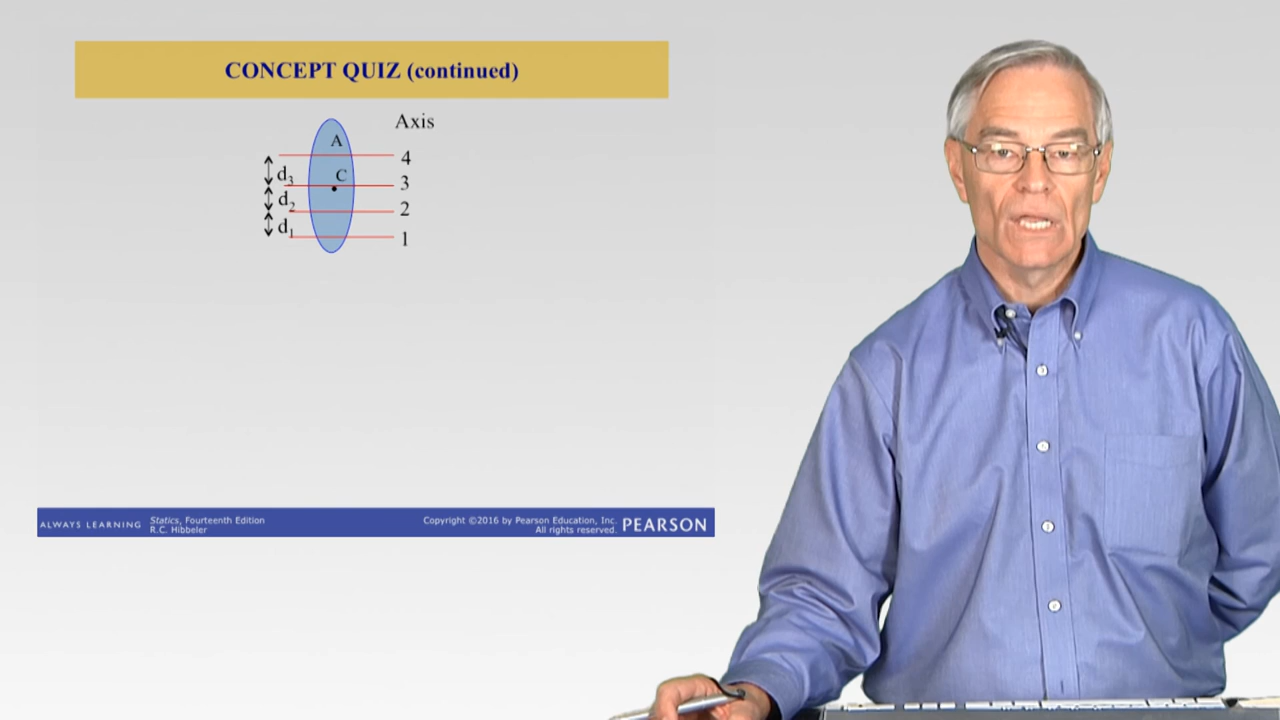 CONCEPT QUIZ (continued)
Axis
A
4
d3
C
3
d2
2
d1
1
ALWAYS LEARNING
Statics, Fourteenth Edition
R.C. Hibbeler
Copyright ©2016 by Pearson Education, Inc.
All rights reserved.
PEARSON